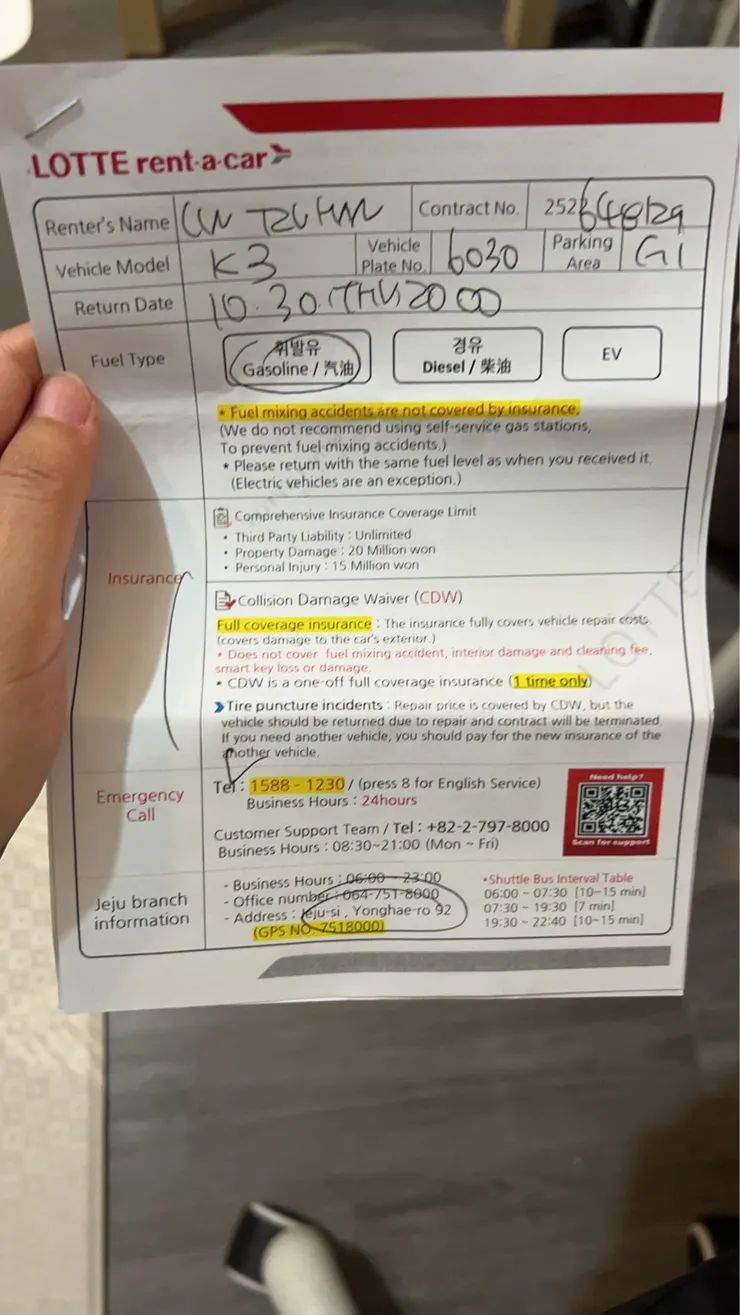 LOTTE rent-a-car
Renter's Name Contract No. 252
Vehicle Model K3 Vehicle Plate No. 6030 Parking Area G1
Return Date 10.30.(THU) 20 00
Fuel Type 휘발유 Gasoline / 汽油 경유 Diesel / 柴油 EV
* Fuel mixing accidents are not covered by insurance.
(We do not recommend using self-service gas stations,
To prevent fuel mixing accidents.)
* Please return with the same fuel level as when you received it.
(Electric vehicles are an exception.)
Insurance
Comprehensive Insurance Coverage Limit
• Third Party Liability : Unlimited
• Property Damage : 20 Million won
• Personal Injury : 15 Million won
Collision Damage Waiver (CDW)
Full coverage insurance : The insurance fully covers vehicle repair costs.
(covers damage to the car's exterior.)
* Does not cover fuel mixing accident, interior damage and cleaning fee,
smart key loss or damage.
* CDW is a one-off full coverage insurance (1 time only)
Tire puncture incidents : Repair price is covered by CDW, but the
vehicle should be returned due to repair and contract will be terminated.
If you need another vehicle, you should pay for the new insurance of the
another vehicle.
Emergency Call
Tel : 1588 - 1230 / (press 8 for English Service)
Business Hours : 24hours
Customer Support Team / Tel : +82-2-797-8000
Business Hours : 08:30~21:00 (Mon ~ Fri)
Need help?
Scan for support
Jeju branch information
- Business Hours : 06:00 ~ 23:00
- Office number : 064-751-8000
- Address : Jeju-si , Yonghae-ro 92
(GPS NO. 7518000)
*Shuttle Bus Interval Table
06:00 ~ 07:30 [10~15 min]
07:30 ~ 19:30 [7 min]
19:30 ~ 22:40 [10~15 min]
LOTTE